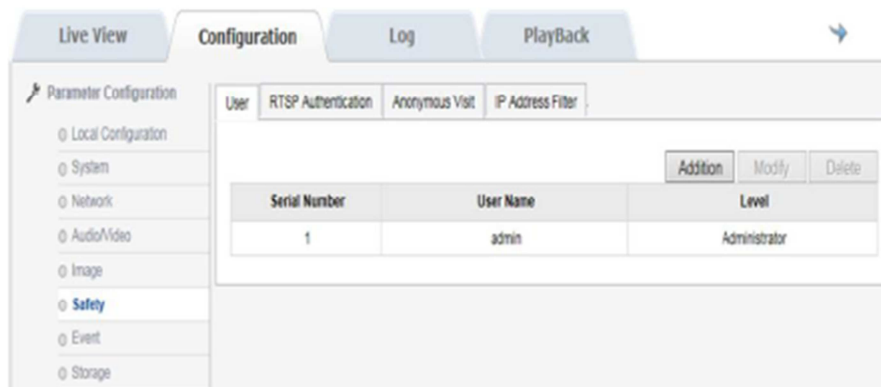 Live View Configuration Log PlayBack
Parameter Configuration
User RTSP Authentication Anonymous Visit IP Address Filter
Local Configuration
System
Addition Modify Delete
Network
Serial Number User Name Level
Audio/Video
1 admin Administrator
Image
Safety
Event
Storage